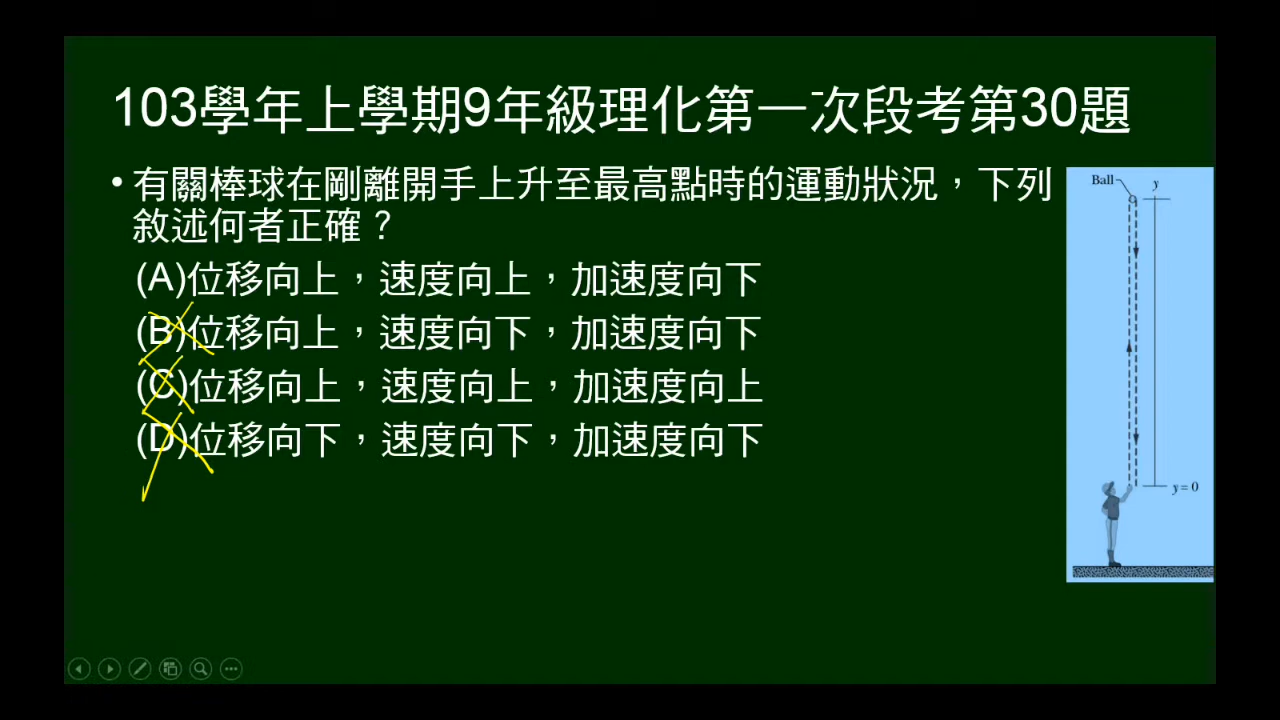 103學年上學期9年級理化第一次段考第30題
•有關棒球在剛離開手上升至最高點時的運動狀況，下列
敘述何者正確？
(A)位移向上，速度向上，加速度向下
(B)位移向上，速度向下，加速度向下
(C)位移向上，速度向上，加速度向上
(D)位移向下，速度向下，加速度向下
Ball
y
y=0